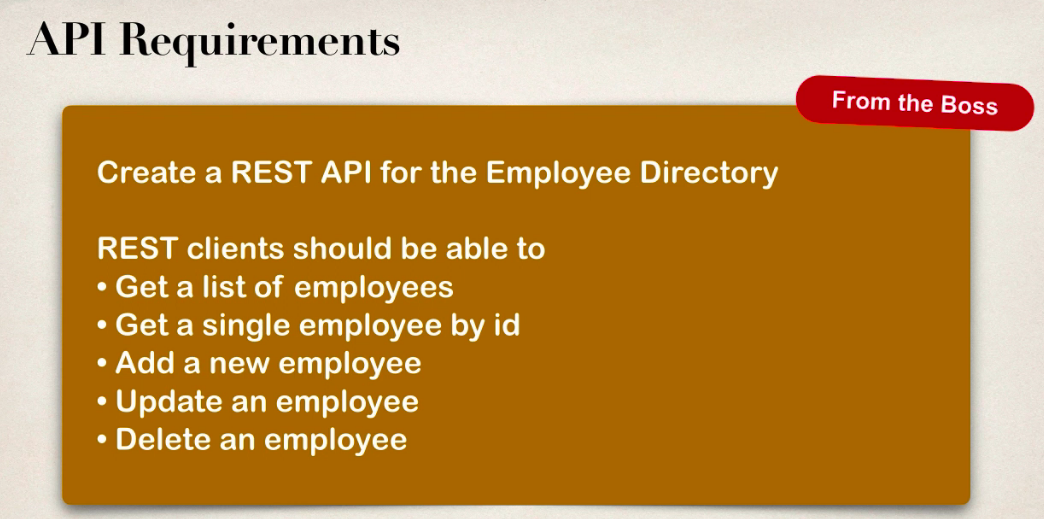 API Requirements
From the Boss
Create a REST API for the Employee Directory
REST clients should be able to
• Get a list of employees
• Get a single employee by id
• Add a new employee
• Update an employee
• Delete an employee